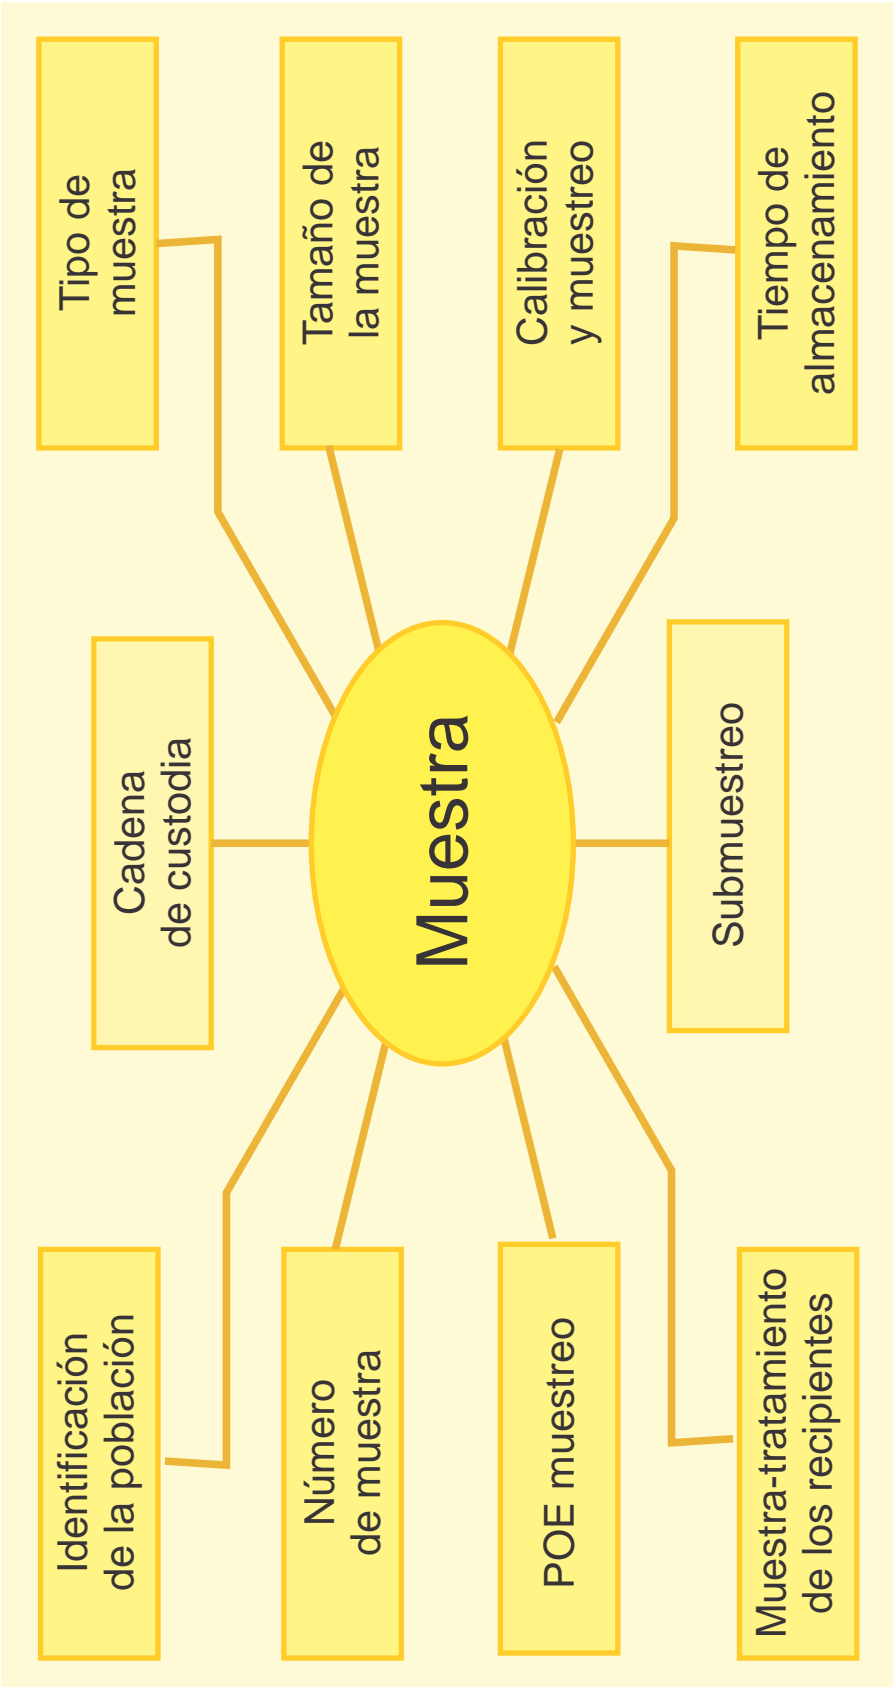 Identificación
de la población
Cadena
de custodia
Tipo de
muestra
Número
de muestra
Tamaño de
la muestra
Muestra
POE muestreo
Calibración
y muestreo
Muestra-tratamiento
de los recipientes
Submuestreo
Tiempo de
almacenamiento